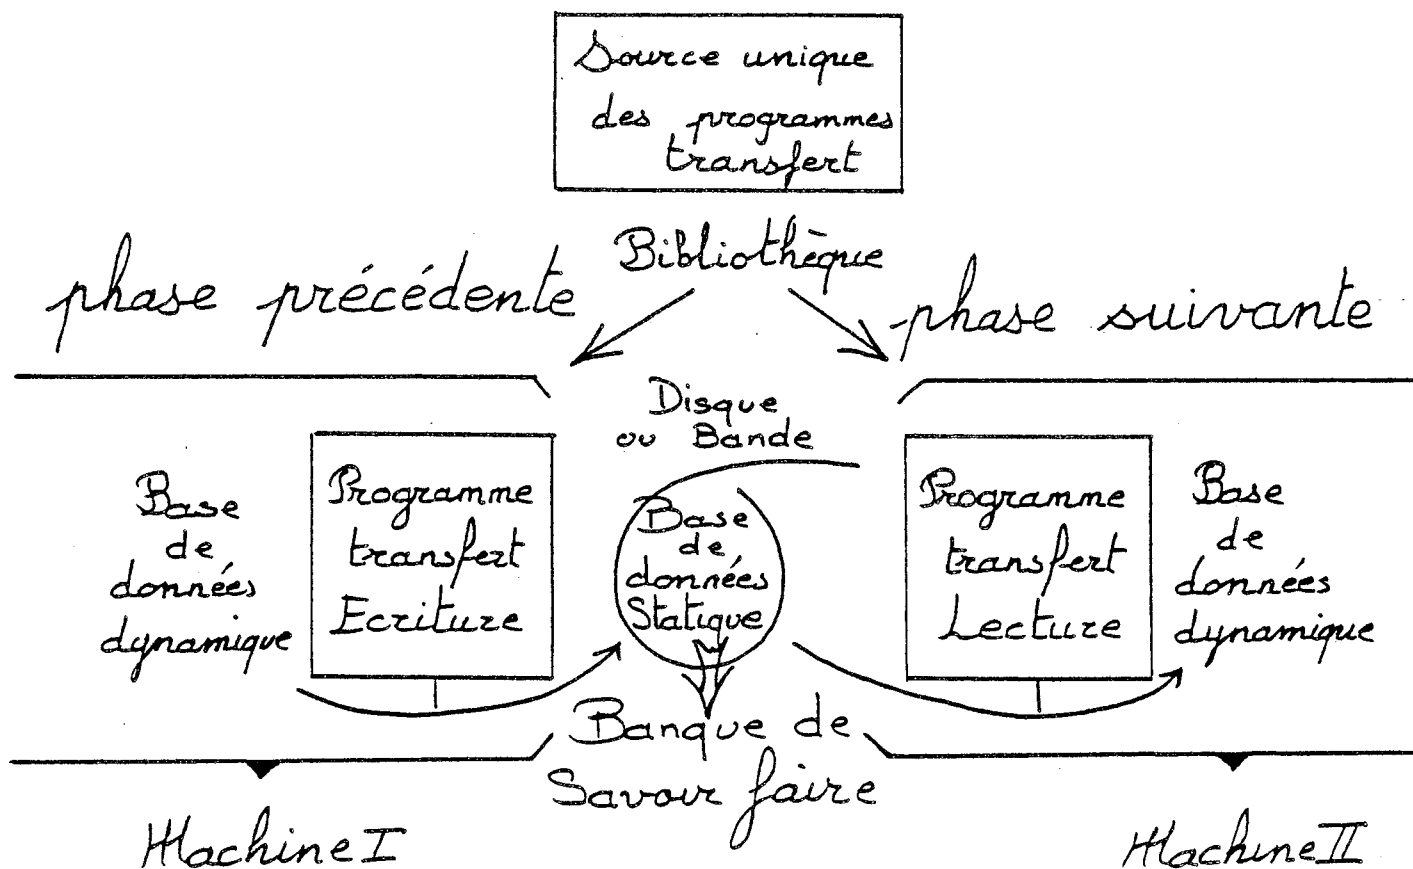 Source unique
des programmes
transfert
Bibliothèque
phase précédente
phase suivante
Disque
ou Bande
Base
de
données
dynamique
Programme
transfert
Ecriture
Base
de
données
Statique
Programme
transfert
Lecture
Base
de
données
dynamique
Banque de
Savoir faire
Machine I
Machine II